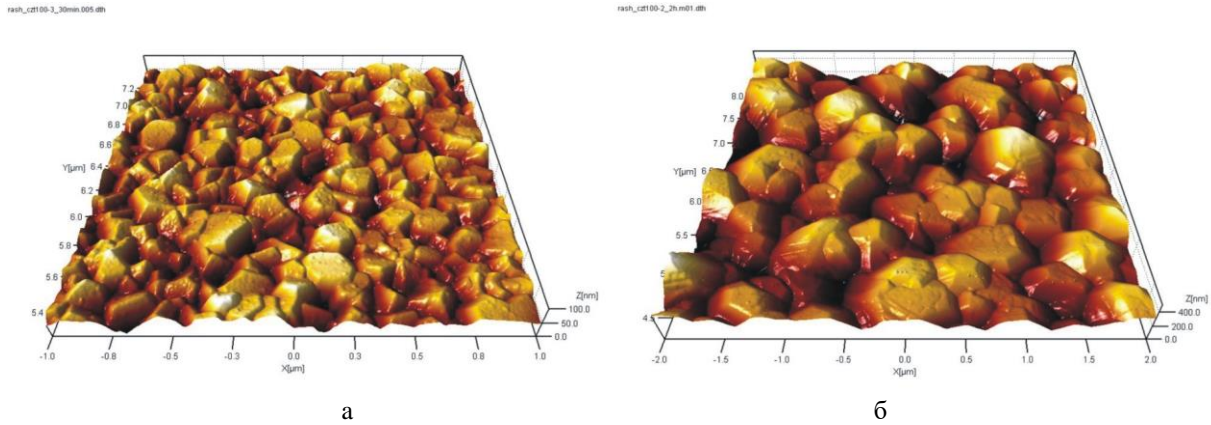 rash_czt100-3_30min.005.dth
7.2
7.0
6.8
6.6
Y[μm] 6.4
6.2
6.0
5.8
5.6
5.4
Z[nm]
100.0
50.0
0.0
-1.0 -0.8 -0.5 -0.3 0.0 0.3 0.5 0.8 1.0
X[μm]
а
rash_czt100-2_2h.m01.dth
8.0
7.5
7.0
Y[μm]
6.0
5.5
Z[nm]
400.0
200.0
0.0
-2.0 -1.5 -1.0 -0.5 0.0 0.5 1.0 1.5 2.0
X[μm]
б